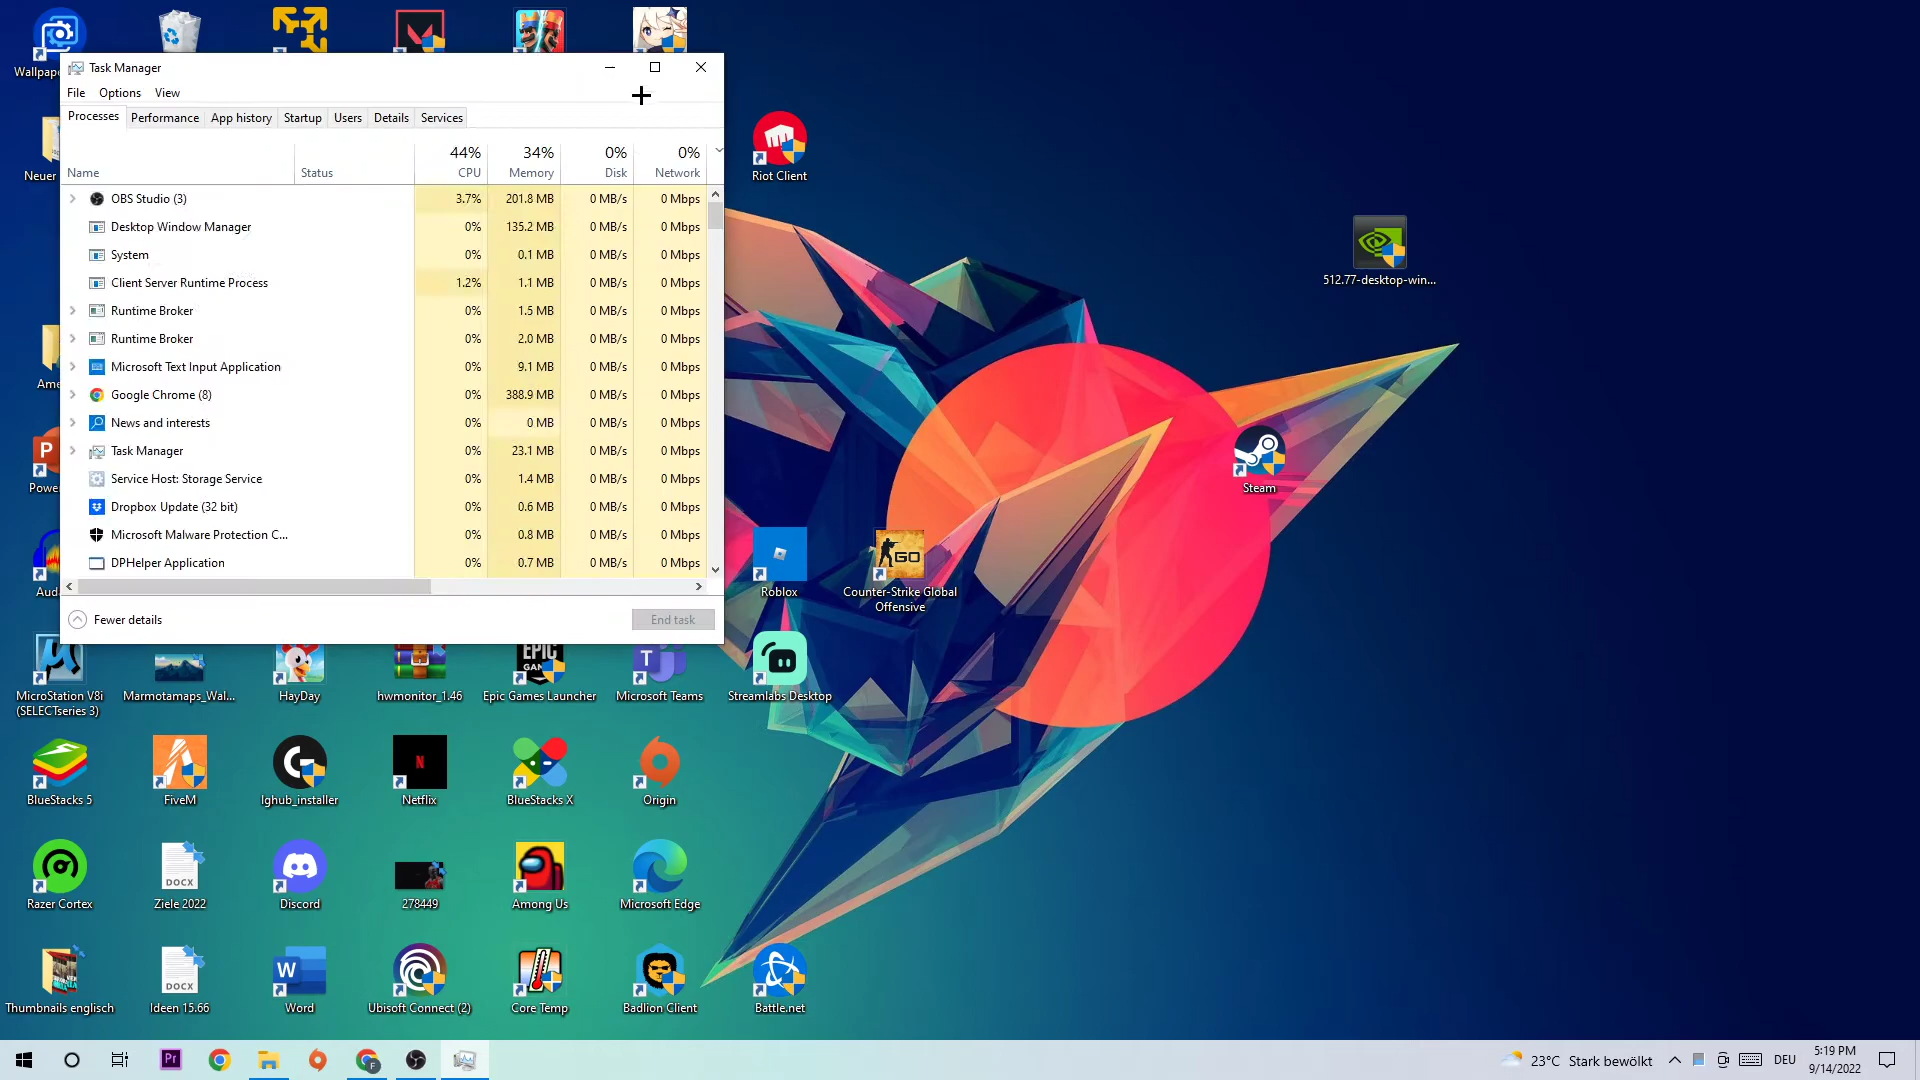 Task Manager
File Options View
Processes Performance App history Startup Users Details Services
44% 34% 0% 0%
Name Status CPU Memory Disk Network
OBS Studio (3) 3.7% 201.8 MB 0 MB/s 0 Mbps
Desktop Window Manager 0% 135.2 MB 0 MB/s 0 Mbps
System 0% 0.1 MB 0 MB/s 0 Mbps
Client Server Runtime Process 1.2% 1.1 MB 0 MB/s 0 Mbps
Runtime Broker 0% 1.5 MB 0 MB/s 0 Mbps
Runtime Broker 0% 2.0 MB 0 MB/s 0 Mbps
Microsoft Text Input Application 0% 9.1 MB 0 MB/s 0 Mbps
Google Chrome (8) 0% 388.9 MB 0 MB/s 0 Mbps
News and interests 0% 0 MB 0 MB/s 0 Mbps
Task Manager 0% 23.1 MB 0 MB/s 0 Mbps
Service Host: Storage Service 0% 1.4 MB 0 MB/s 0 Mbps
Dropbox Update (32 bit) 0% 0.6 MB 0 MB/s 0 Mbps
Microsoft Malware Protection C... 0% 0.8 MB 0 MB/s 0 Mbps
DPHelper Application 0% 0.7 MB 0 MB/s 0 Mbps
Fewer details End task
Wallpape
Neuer
Ame
Power
Auda
Riot Client
512.77-desktop-win...
Steam
Roblox
GO
Counter-Strike Global
Offensive
EPIC
GAM
MicroStation V8i
(SELECTseries 3)
Marmotamaps_Wal...
HayDay
hwmonitor_1.46
Epic Games Launcher
Microsoft Teams
Streamlabs Desktop
BlueStacks 5
FiveM
lghub_installer
Netflix
BlueStacks X
Origin
DOCX
Razer Cortex
Ziele 2022
Discord
278449
Among Us
Microsoft Edge
DOCX
Thumbnails englisch
Ideen 15.66
Word
Ubisoft Connect (2)
Core Temp
Badlion Client
Battle.net
Pr
23°C Stark bewölkt
DEU
5:19 PM
9/14/2022